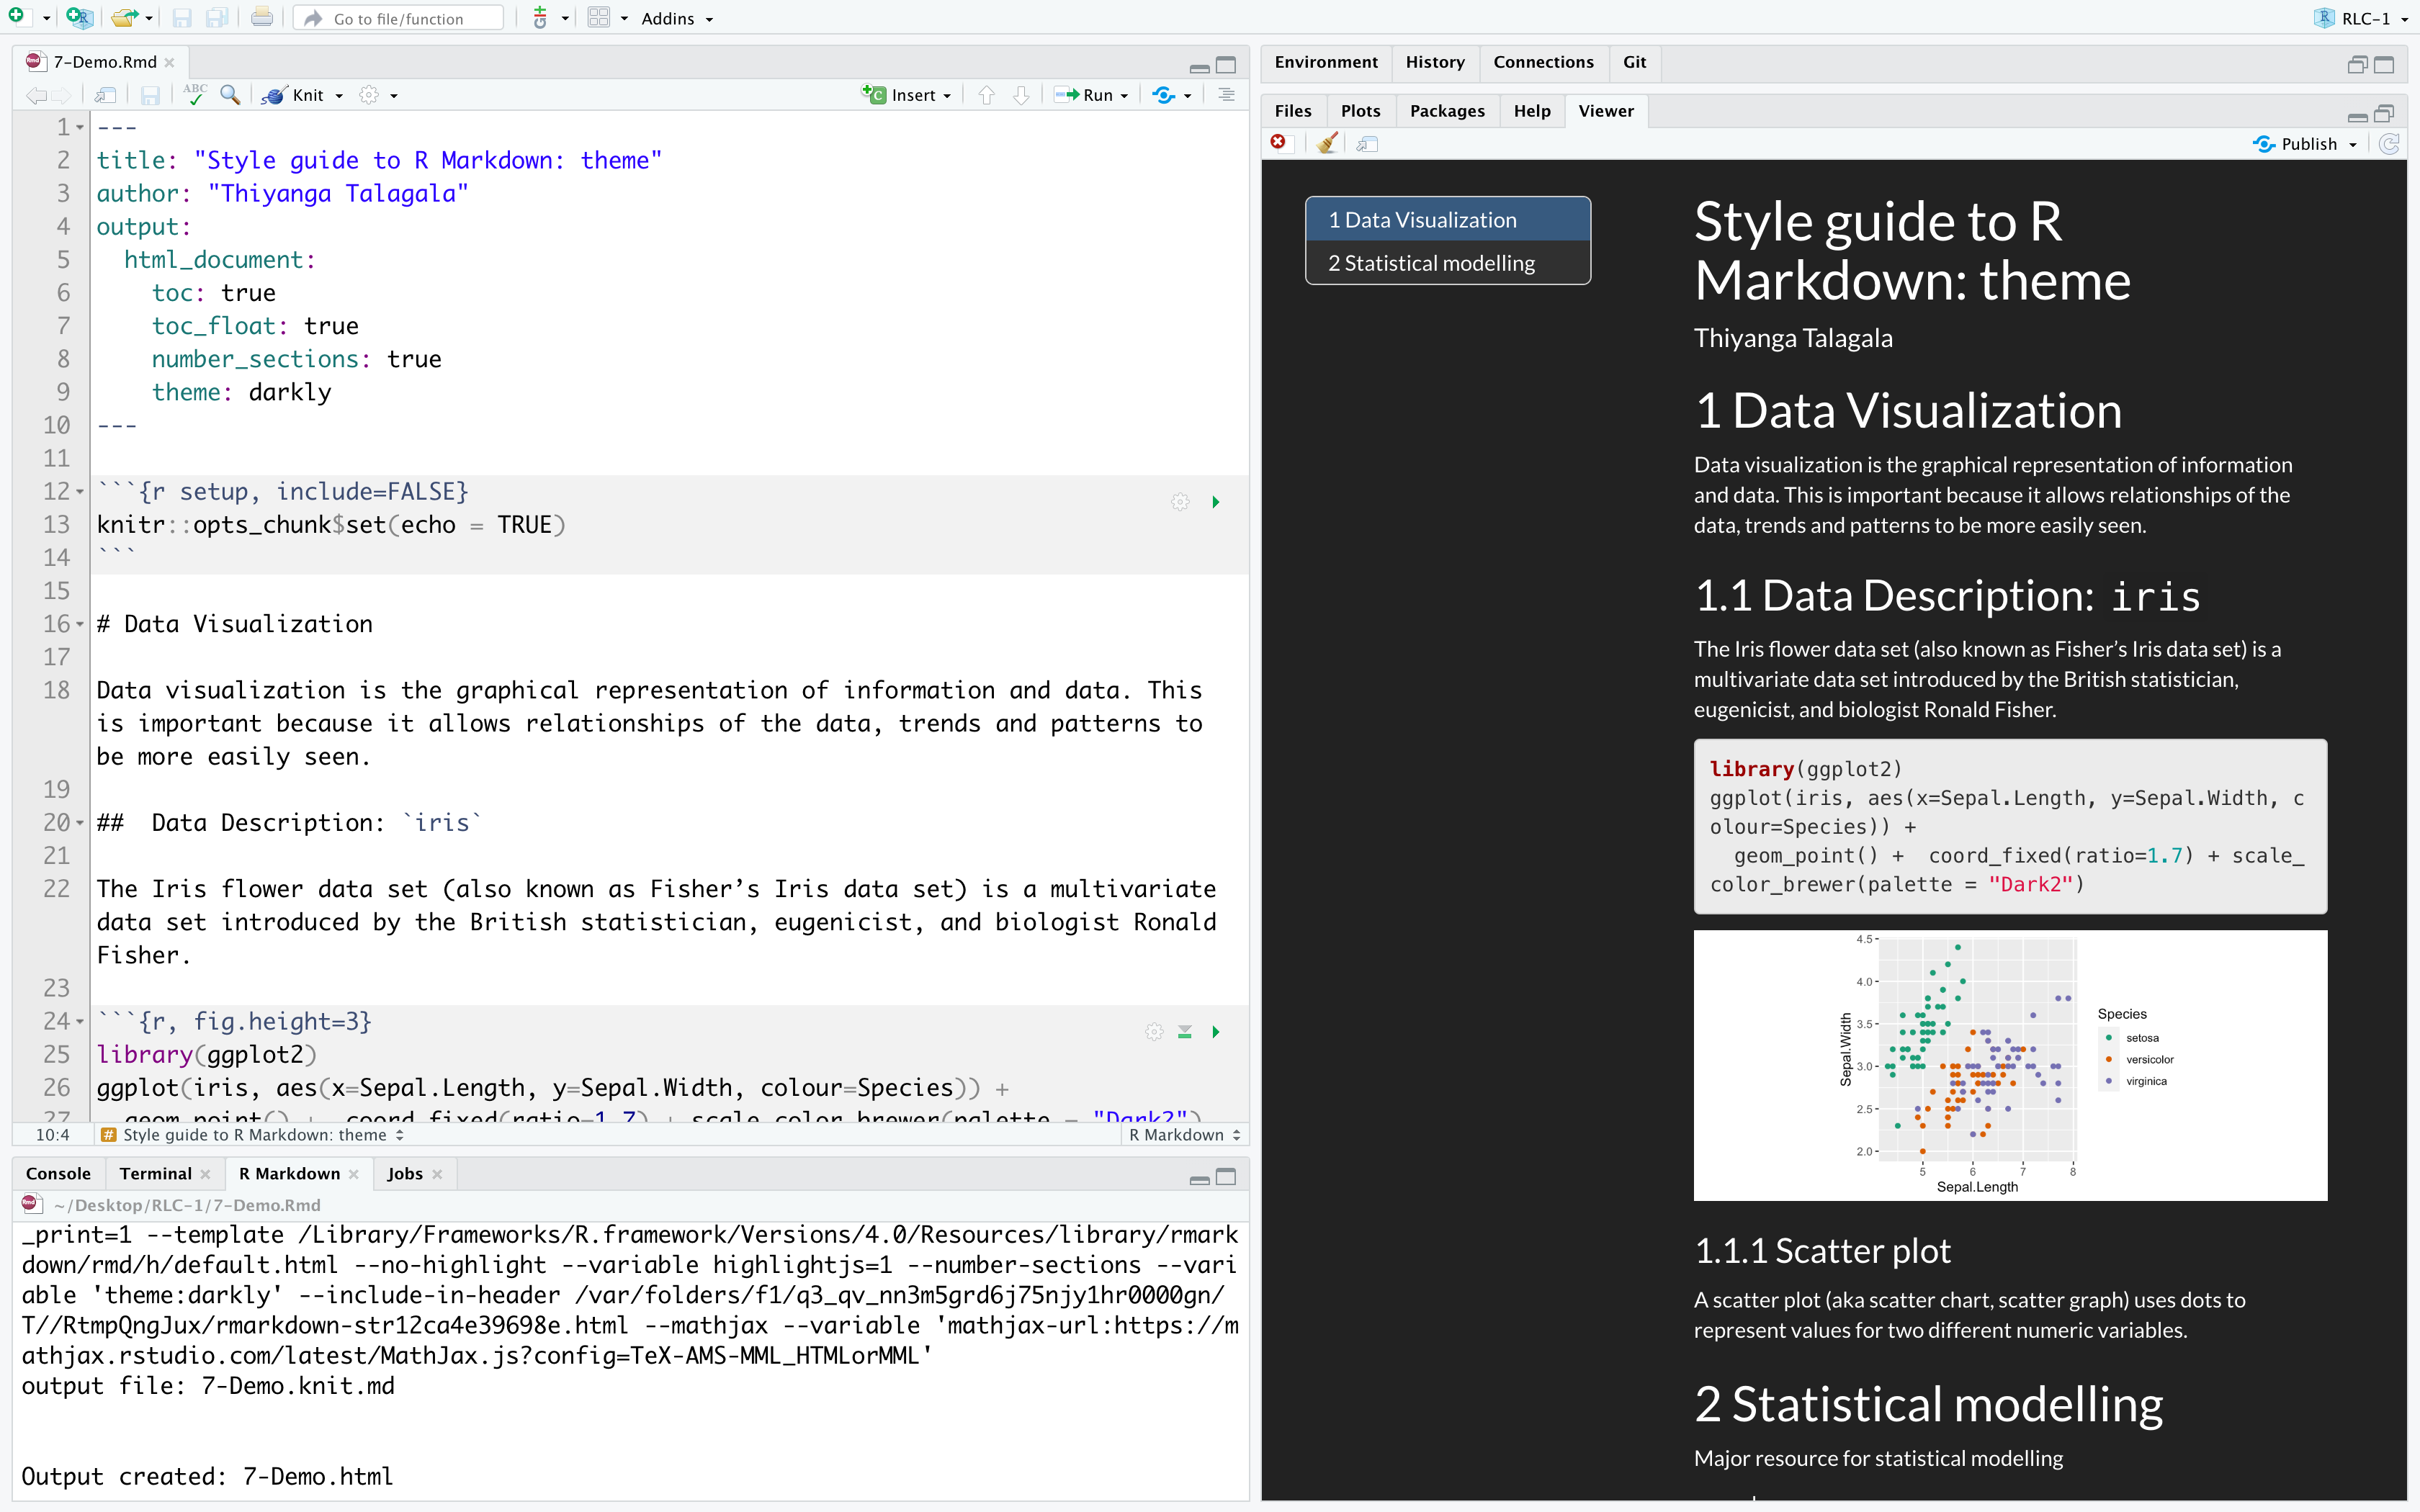 Go to file/function
Addins
RLC-1
7-Demo.Rmd
ABC
Knit
Insert
Run
1 ---
2 title: "Style guide to R Markdown: theme"
3 author: "Thiyanga Talagala"
4 output:
5 html_document:
6 toc: true
7 toc_float: true
8 number_sections: true
9 theme: darkly
10 ---
11
12 ```{r setup, include=FALSE}
13 knitr::opts_chunk$set(echo = TRUE)
14 ```
15
16 # Data Visualization
17
18 Data visualization is the graphical representation of information and data. This
is important because it allows relationships of the data, trends and patterns to
be more easily seen.
19
20 ##  Data Description: `iris`
21
22 The Iris flower data set (also known as Fisher’s Iris data set) is a multivariate
data set introduced by the British statistician, eugenicist, and biologist Ronald
Fisher.
23
24 ```{r, fig.height=3}
25 library(ggplot2)
26 ggplot(iris, aes(x=Sepal.Length, y=Sepal.Width, colour=Species)) +
27 geom_point() +  coord_fixed(ratio=1.7) + scale_color_brewer(palette = "Dark2")
10:4 # Style guide to R Markdown: theme R Markdown
Console Terminal R Markdown Jobs
~/Desktop/RLC-1/7-Demo.Rmd
_print=1 --template /Library/Frameworks/R.framework/Versions/4.0/Resources/library/rmark
down/rmd/h/default.html --no-highlight --variable highlightjs=1 --number-sections --vari
able 'theme:darkly' --include-in-header /var/folders/f1/q3_qv_nn3m5grd6j75njy1hr0000gn/
T//RtmpQngJux/rmarkdown-str12ca4e39698e.html --mathjax --variable 'mathjax-url:https://m
athjax.rstudio.com/latest/MathJax.js?config=TeX-AMS-MML_HTMLorMML'
output file: 7-Demo.knit.md
Output created: 7-Demo.html
Environment History Connections Git
Files Plots Packages Help Viewer
Publish
1 Data Visualization
2 Statistical modelling
Style guide to R
Markdown: theme
Thiyanga Talagala
1 Data Visualization
Data visualization is the graphical representation of information
and data. This is important because it allows relationships of the
data, trends and patterns to be more easily seen.
1.1 Data Description: iris
The Iris flower data set (also known as Fisher’s Iris data set) is a
multivariate data set introduced by the British statistician,
eugenicist, and biologist Ronald Fisher.
library(ggplot2)
ggplot(iris, aes(x=Sepal.Length, y=Sepal.Width, c
olour=Species)) +
geom_point() +  coord_fixed(ratio=1.7) + scale_
color_brewer(palette = "Dark2")
4.5
4.0
3.5
3.0
2.5
2.0
Sepal.Width
5 6 7 8
Sepal.Length
Species
setosa
versicolor
virginica
1.1.1 Scatter plot
A scatter plot (aka scatter chart, scatter graph) uses dots to
represent values for two different numeric variables.
2 Statistical modelling
Major resource for statistical modelling